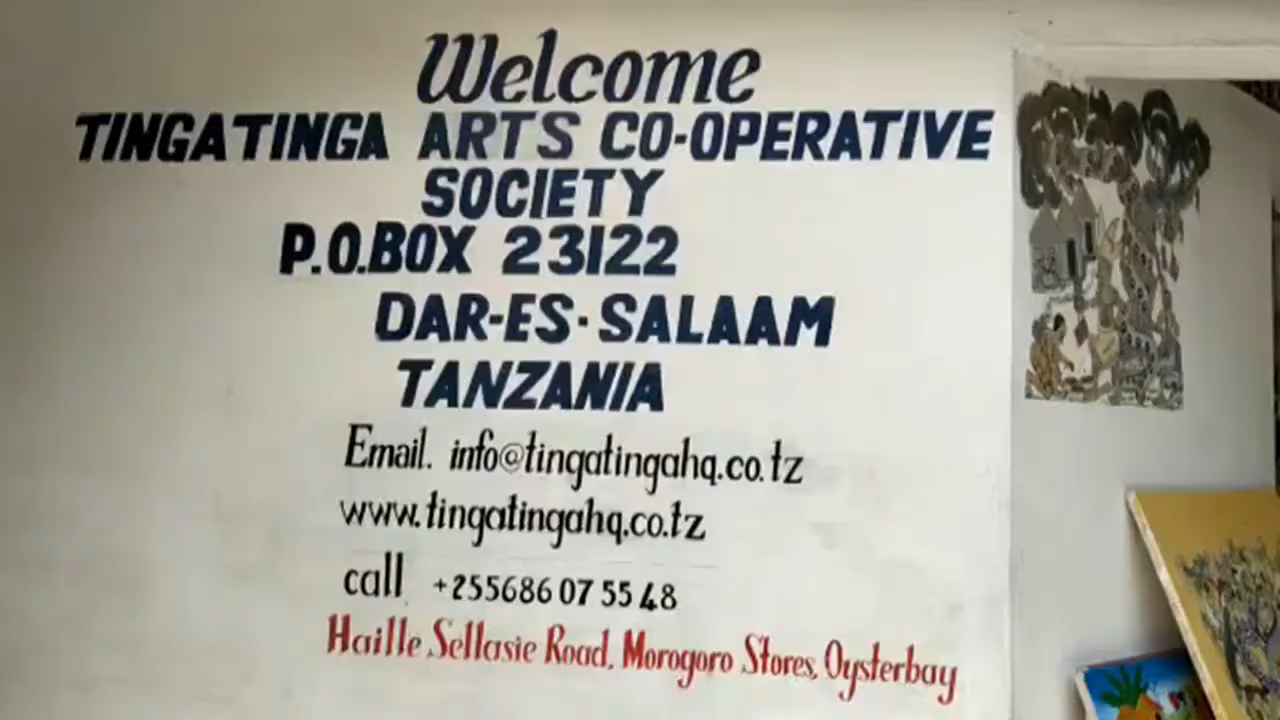 Welcome
TINGATINGA ARTS CO-OPERATIVE
SOCIETY
P.O.BOX 23122
DAR-ES-SALAAM
TANZANIA
Email. info@tingatingahq.co.tz
www.tingatingahq.co.tz
call +255686 07 55 48
Haille Sellasie Road, Morogoro Stores, Oysterbay